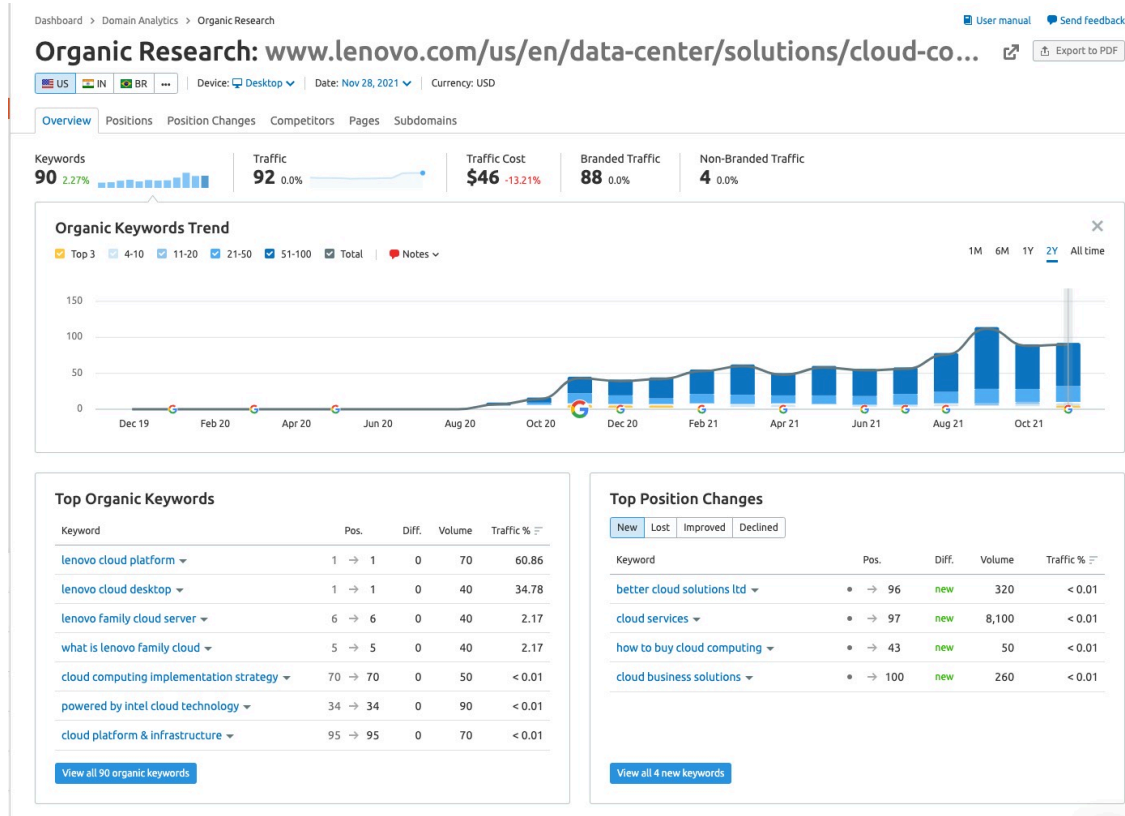 Dashboard > Domain Analytics > Organic Research
User manual
Send feedback
Organic Research: www.lenovo.com/us/en/data-center/solutions/cloud-co...
Export to PDF
US IN BR ... Device: Desktop Date: Nov 28, 2021 Currency: USD
Overview Positions Position Changes Competitors Pages Subdomains
Keywords
90 2.27%
Traffic
92 0.0%
Traffic Cost
$46 -13.21%
Branded Traffic
88 0.0%
Non-Branded Traffic
4 0.0%
Organic Keywords Trend
Top 3 4-10 11-20 21-50 51-100 Total Notes
1M 6M 1Y 2Y All time
150
100
50
0
Dec 19 Feb 20 Apr 20 Jun 20 Aug 20 Oct 20 Dec 20 Feb 21 Apr 21 Jun 21 Aug 21 Oct 21
Top Organic Keywords
Keyword Pos. Diff. Volume Traffic %
lenovo cloud platform 1 → 1 0 70 60.86
lenovo cloud desktop 1 → 1 0 40 34.78
lenovo family cloud server 6 → 6 0 40 2.17
what is lenovo family cloud 5 → 5 0 40 2.17
cloud computing implementation strategy 70 → 70 0 50 < 0.01
powered by intel cloud technology 34 → 34 0 90 < 0.01
cloud platform & infrastructure 95 → 95 0 70 < 0.01
View all 90 organic keywords
Top Position Changes
New Lost Improved Declined
Keyword Pos. Diff. Volume Traffic %
better cloud solutions ltd • → 96 new 320 < 0.01
cloud services • → 97 new 8,100 < 0.01
how to buy cloud computing • → 43 new 50 < 0.01
cloud business solutions • → 100 new 260 < 0.01
View all 4 new keywords